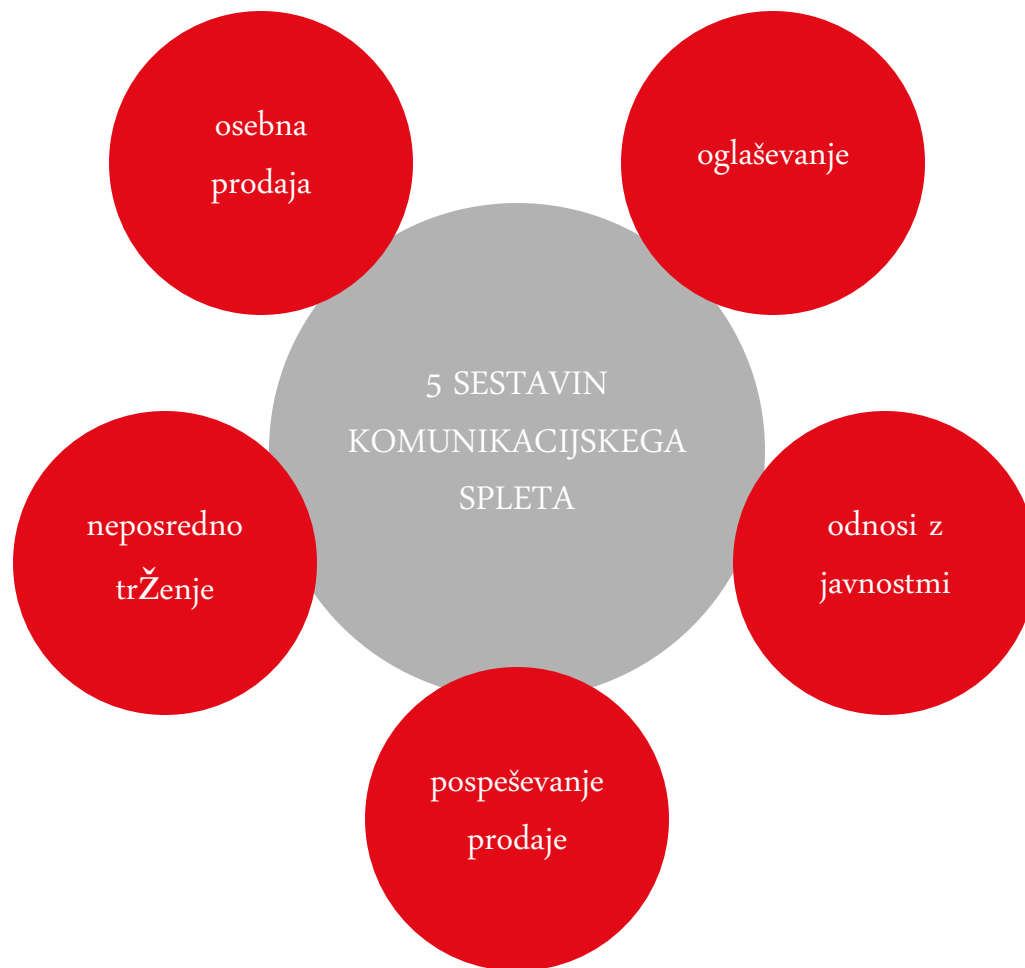 osebna
prodaja
oglaševanje
5 SESTAVIN
KOMUNIKACIJSKEGA
SPLETA
neposredno
trŽenje
odnosi z
javnostmi
pospeševanje
prodaje